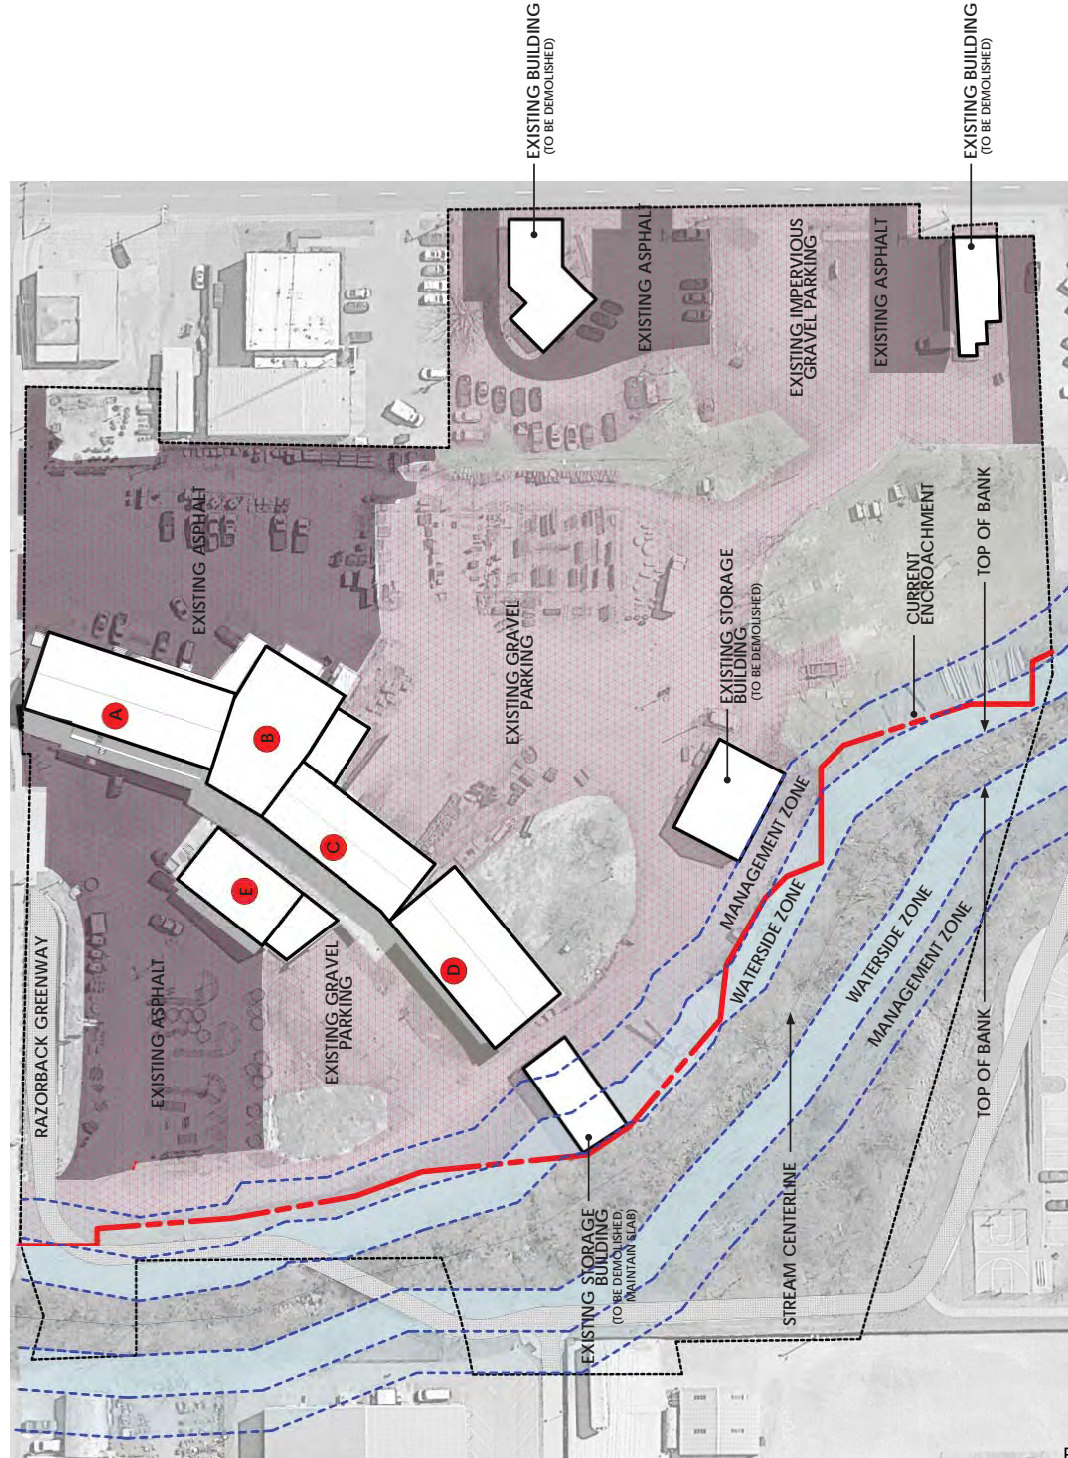 EXISTING BUILDING
(TO BE DEMOLISHED)
EXISTING BUILDING
(TO BE DEMOLISHED)
EXISTING ASPHALT
EXISTING IMPERVIOUS
GRAVEL PARKING
EXISTING ASPHALT
EXISTING ASPHALT
EXISTING GRAVEL
PARKING
EXISTING STORAGE
BUILDING
(TO BE DEMOLISHED)
CURRENT
ENCROACHMENT
TOP OF BANK
A
B
C
D
E
RAZORBACK GREENWAY
EXISTING ASPHALT
EXISTING GRAVEL
PARKING
MANAGEMENT ZONE
WATERSIDE ZONE
WATERSIDE ZONE
MANAGEMENT ZONE
TOP OF BANK
STREAM CENTERLINE
EXISTING STORAGE
BUILDING
(TO BE DEMOLISHED,
MAINTAIN SLAB)